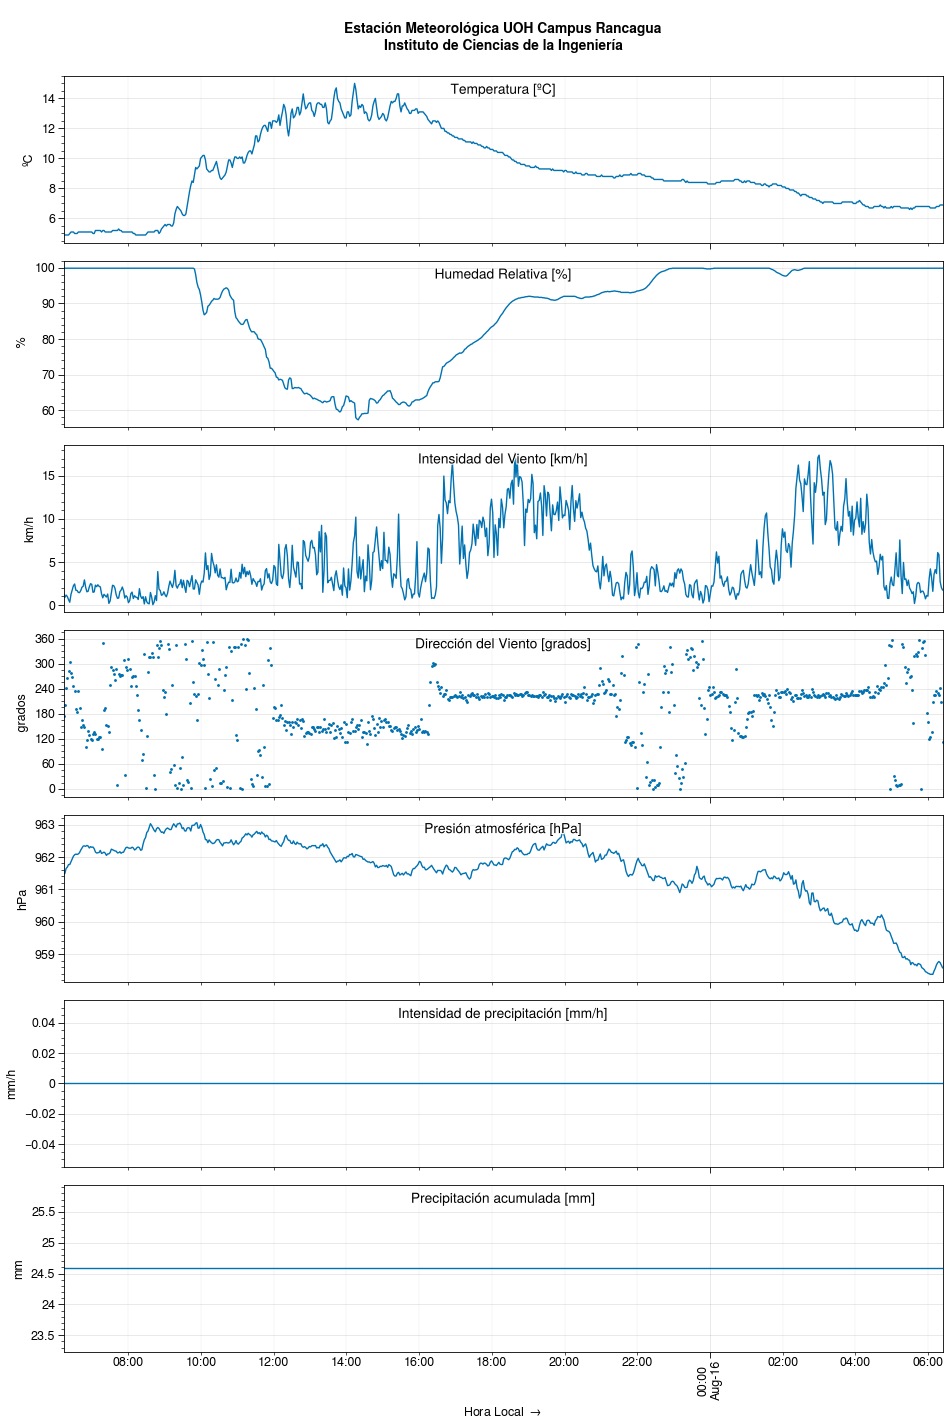 Estación Meteorológica UOH Campus Rancagua
Instituto de Ciencias de la Ingeniería
Temperatura [ºC]
ºC
14
12
10
8
6
Humedad Relativa [%]
%
100
90
80
70
60
Intensidad del Viento [km/h]
km/h
15
10
5
0
Dirección del Viento [grados]
grados
360
300
240
180
120
60
0
Presión atmosférica [hPa]
hPa
963
962
961
960
959
Intensidad de precipitación [mm/h]
mm/h
0.04
0.02
0
−0.02
−0.04
Precipitación acumulada [mm]
mm
25.5
25
24.5
24
23.5
08:00 10:00 12:00 14:00 16:00 18:00 20:00 22:00 00:00 02:00 04:00 06:00
Aug-16
Hora Local →